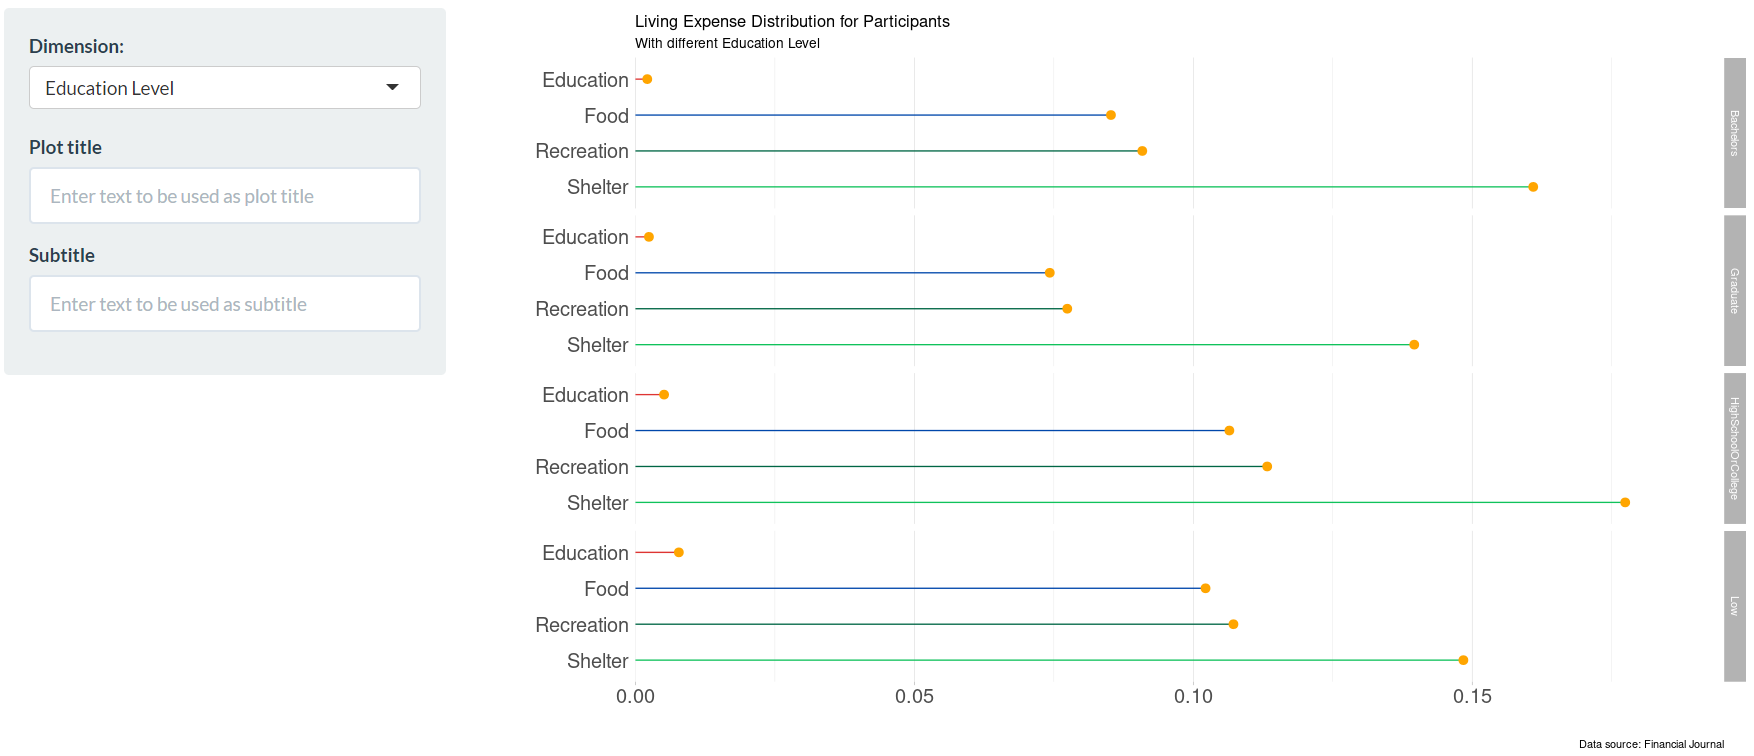 Dimension:
Education Level
Plot title
Enter text to be used as plot title
Subtitle
Enter text to be used as subtitle
Living Expense Distribution for Participants
With different Education Level
Education
Food
Recreation
Shelter
Bachelors
Education
Food
Recreation
Shelter
Graduate
Education
Food
Recreation
Shelter
HighSchoolOrCollege
Education
Food
Recreation
Shelter
Low
0.00
0.05
0.10
0.15
Data source: Financial Journal